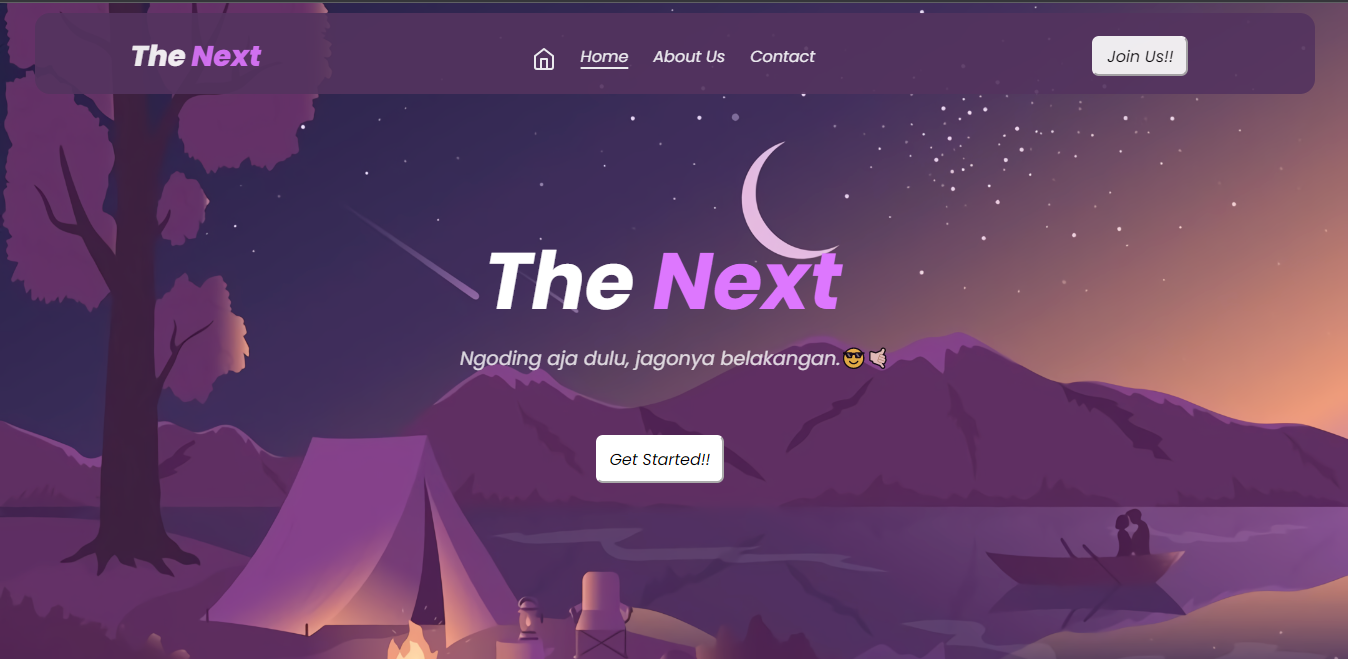 The Next
Home About Us Contact
Join Us!!
The Next
Ngoding aja dulu, jagonya belakangan.😎🤙
Get Started!!